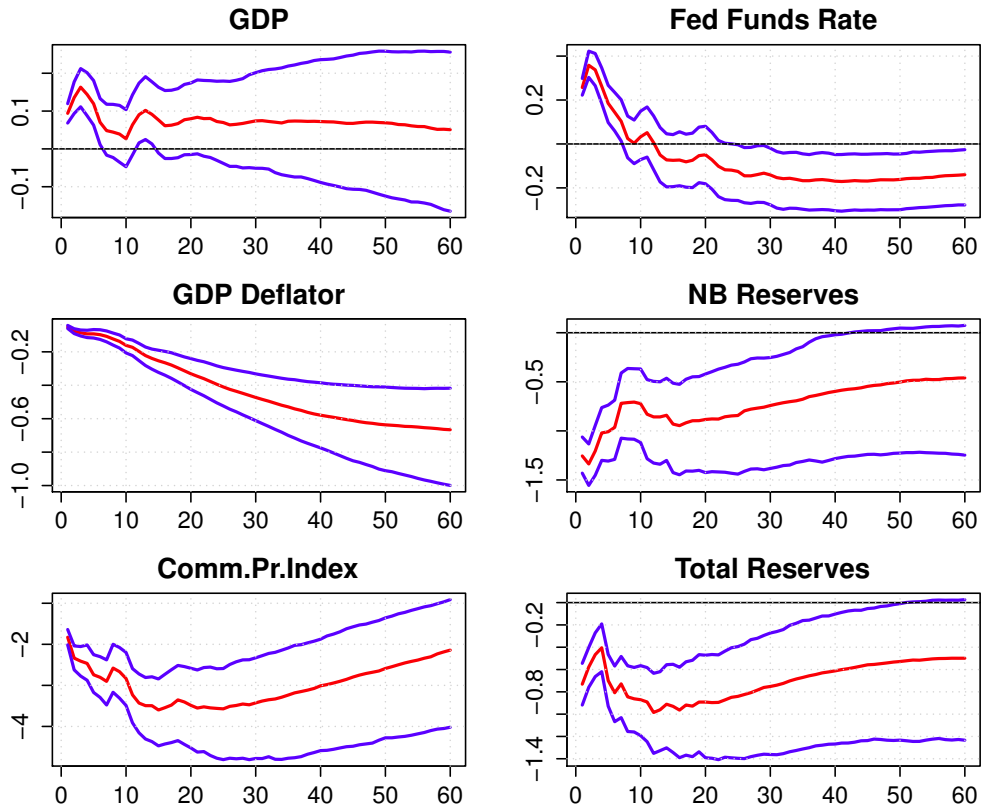 GDP
0.1
−0.1
0 10 20 30 40 50 60
Fed Funds Rate
0.2
−0.2
0 10 20 30 40 50 60
GDP Deflator
−0.2
−0.6
−1.0
0 10 20 30 40 50 60
NB Reserves
−0.5
−1.5
0 10 20 30 40 50 60
Comm.Pr.Index
−2
−4
0 10 20 30 40 50 60
Total Reserves
−0.2
−0.8
−1.4
0 10 20 30 40 50 60